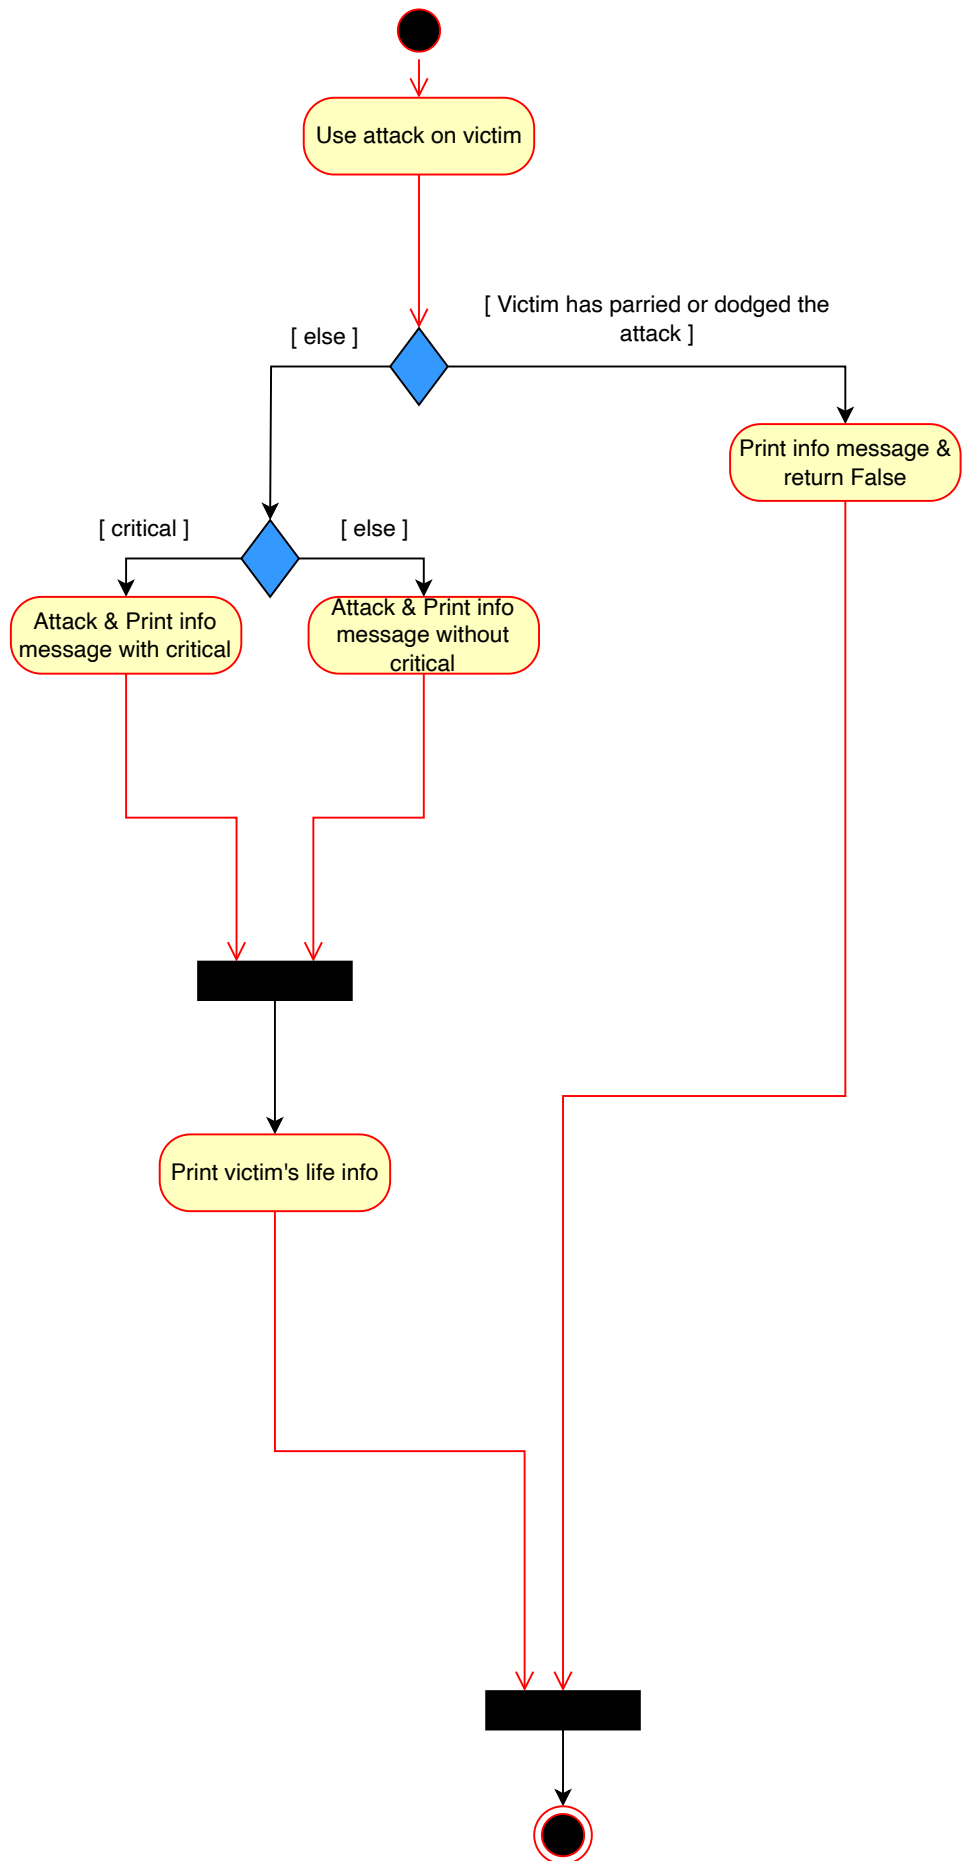 Use attack on victim
[ Victim has parried or dodged the
attack ]
[ else ]
Print info message &
return False
[ critical ]
[ else ]
Attack & Print info
message with critical
Attack & Print info
message without
critical
Print victim's life info